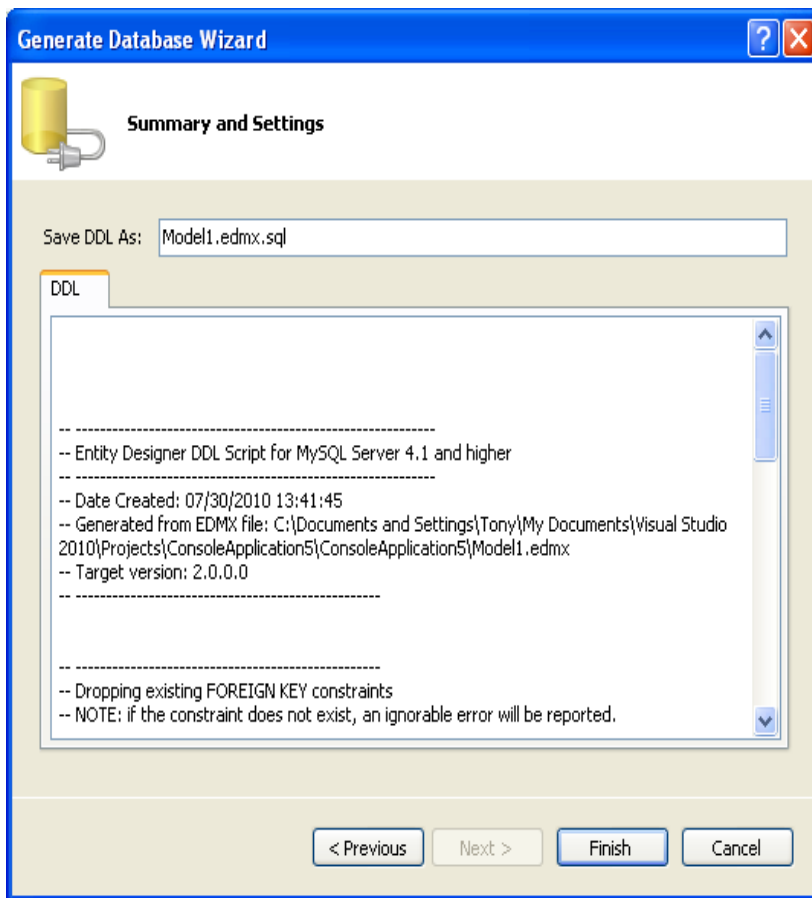 Generate Database Wizard
Summary and Settings
Save DDL As: Model1.edmx.sql
DDL
-- -----------------------------------------------------------
-- Entity Designer DDL Script for MySQL Server 4.1 and higher
-- -----------------------------------------------------------
-- Date Created: 07/30/2010 13:41:45
-- Generated from EDMX file: C:\Documents and Settings\Tony\My Documents\Visual Studio
2010\Projects\ConsoleApplication5\ConsoleApplication5\Model1.edmx
-- Target version: 2.0.0.0
-- --------------------------------------------------
-- --------------------------------------------------
-- Dropping existing FOREIGN KEY constraints
-- NOTE: if the constraint does not exist, an ignorable error will be reported.
< Previous Next > Finish Cancel